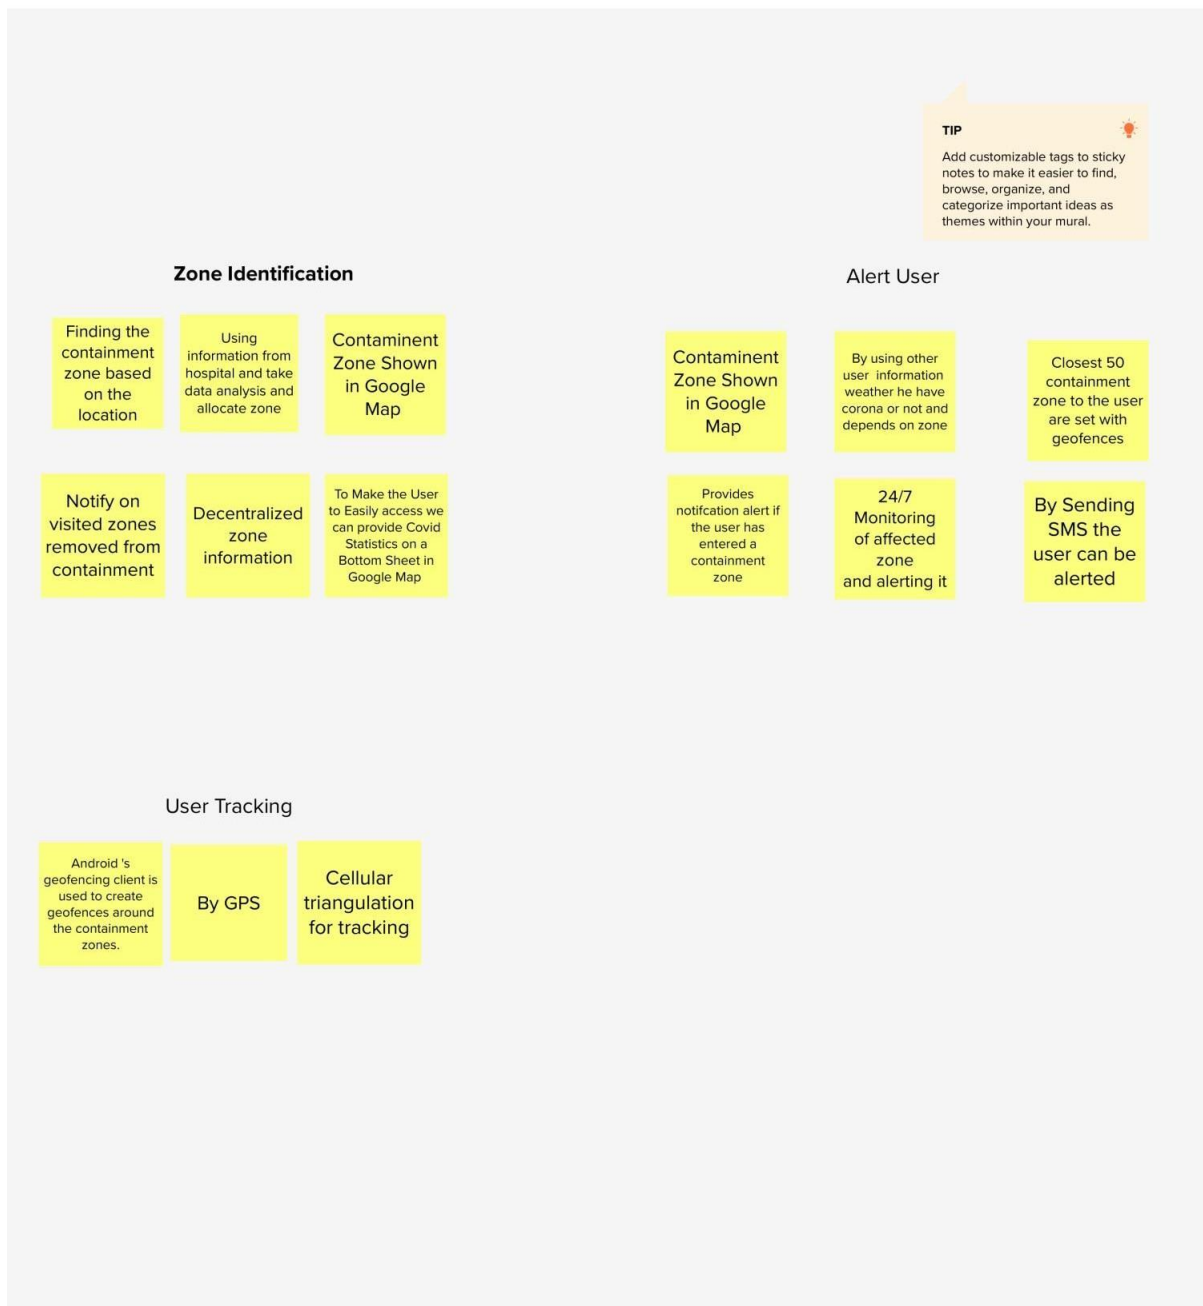 TIP
Add customizable tags to sticky
notes to make it easier to find,
browse, organize, and
categorize important ideas as
themes within your mural.
Zone Identification
Finding the
containment
zone based
on the
location
Using
information from
hospital and take
data analysis and
allocate zone
Contaminent
Zone Shown
in Google
Map
Notify on
visited zones
removed from
containment
Decentralized
zone
information
To Make the User
to Easily access we
can provide Covid
Statistics on a
Bottom Sheet in
Google Map
Alert User
Contaminent
Zone Shown
in Google
Map
By using other
user information
weather he have
corona or not and
depends on zone
Closest 50
containment
zone to the user
are set with
geofences
Provides
notifcation alert if
the user has
entered a
containment
zone
24/7
Monitoring
of affected
zone
and alerting it
By Sending
SMS the
user can be
alerted
User Tracking
Android 's
geofencing client is
used to create
geofences around
the containment
zones.
By GPS
Cellular
triangulation
for tracking